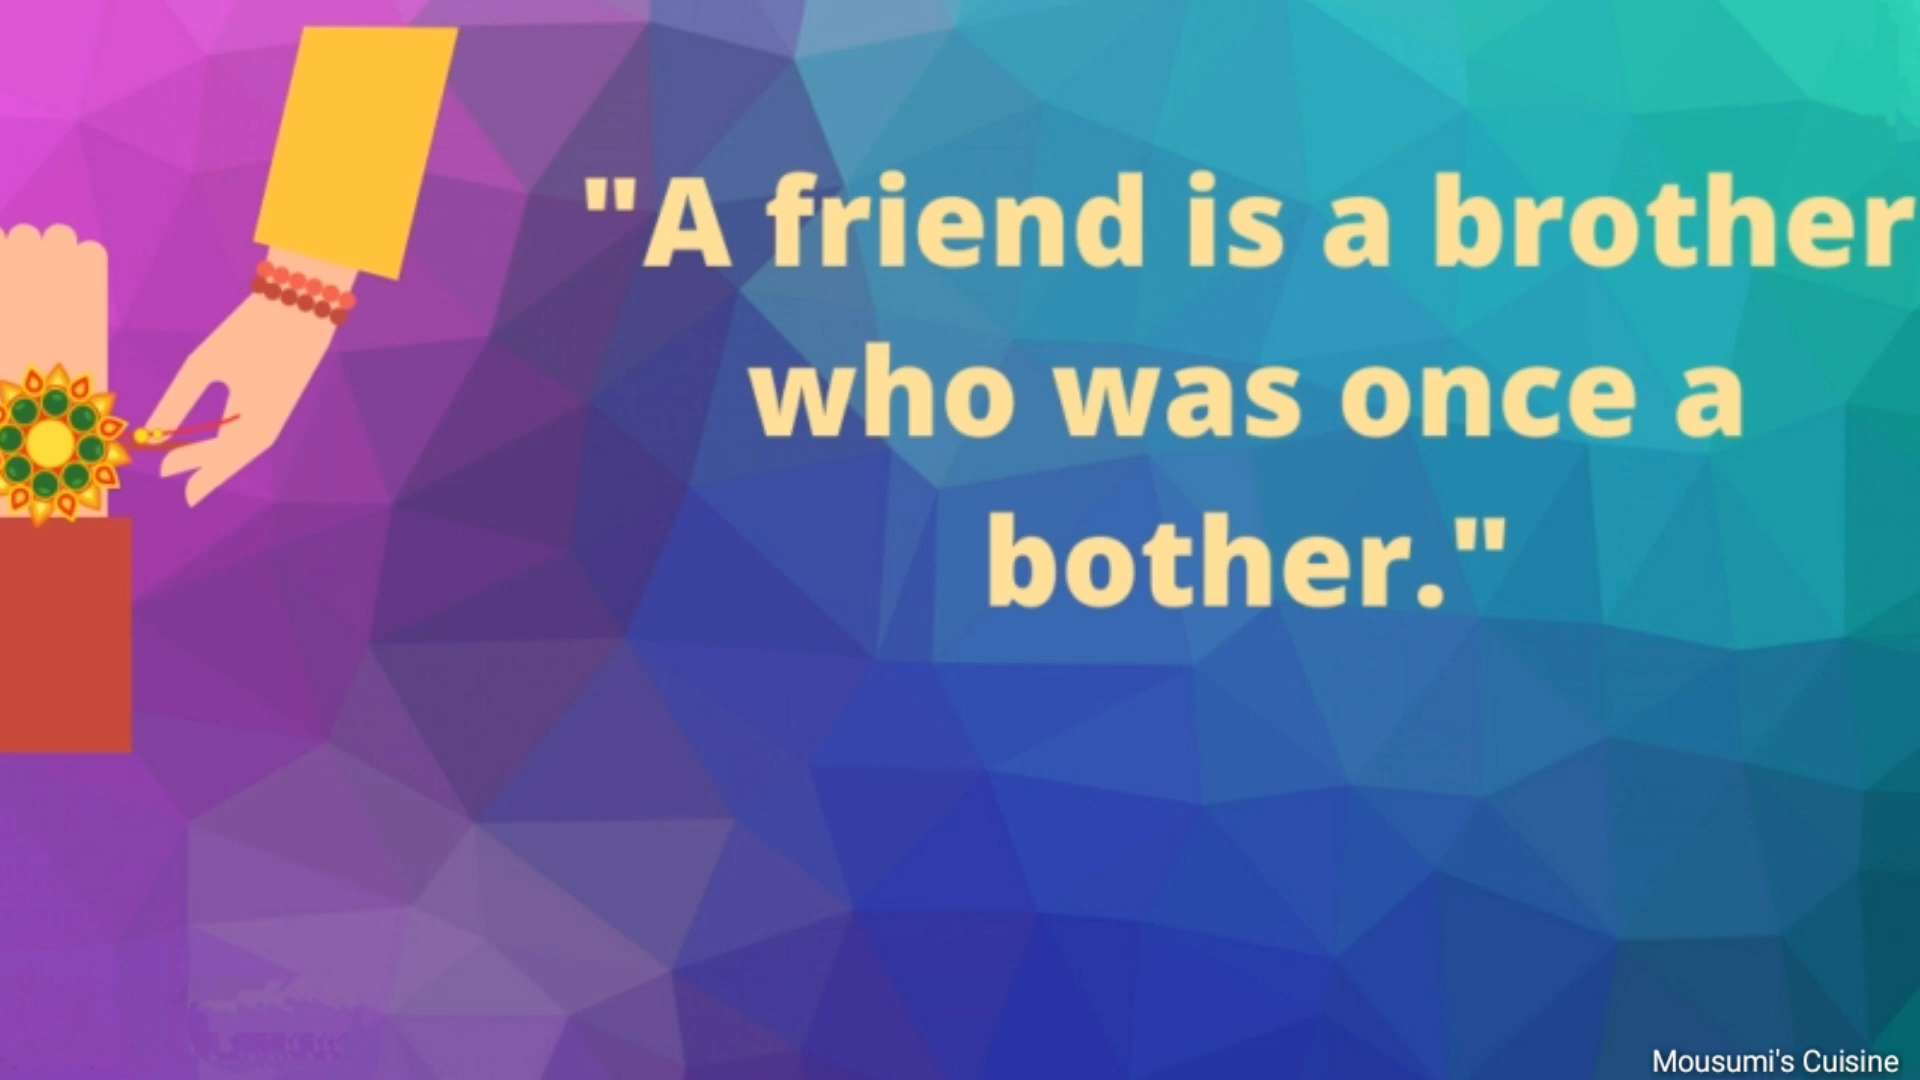 "A friend is a brother
who was once a
bother."
Mousumi's Cuisine